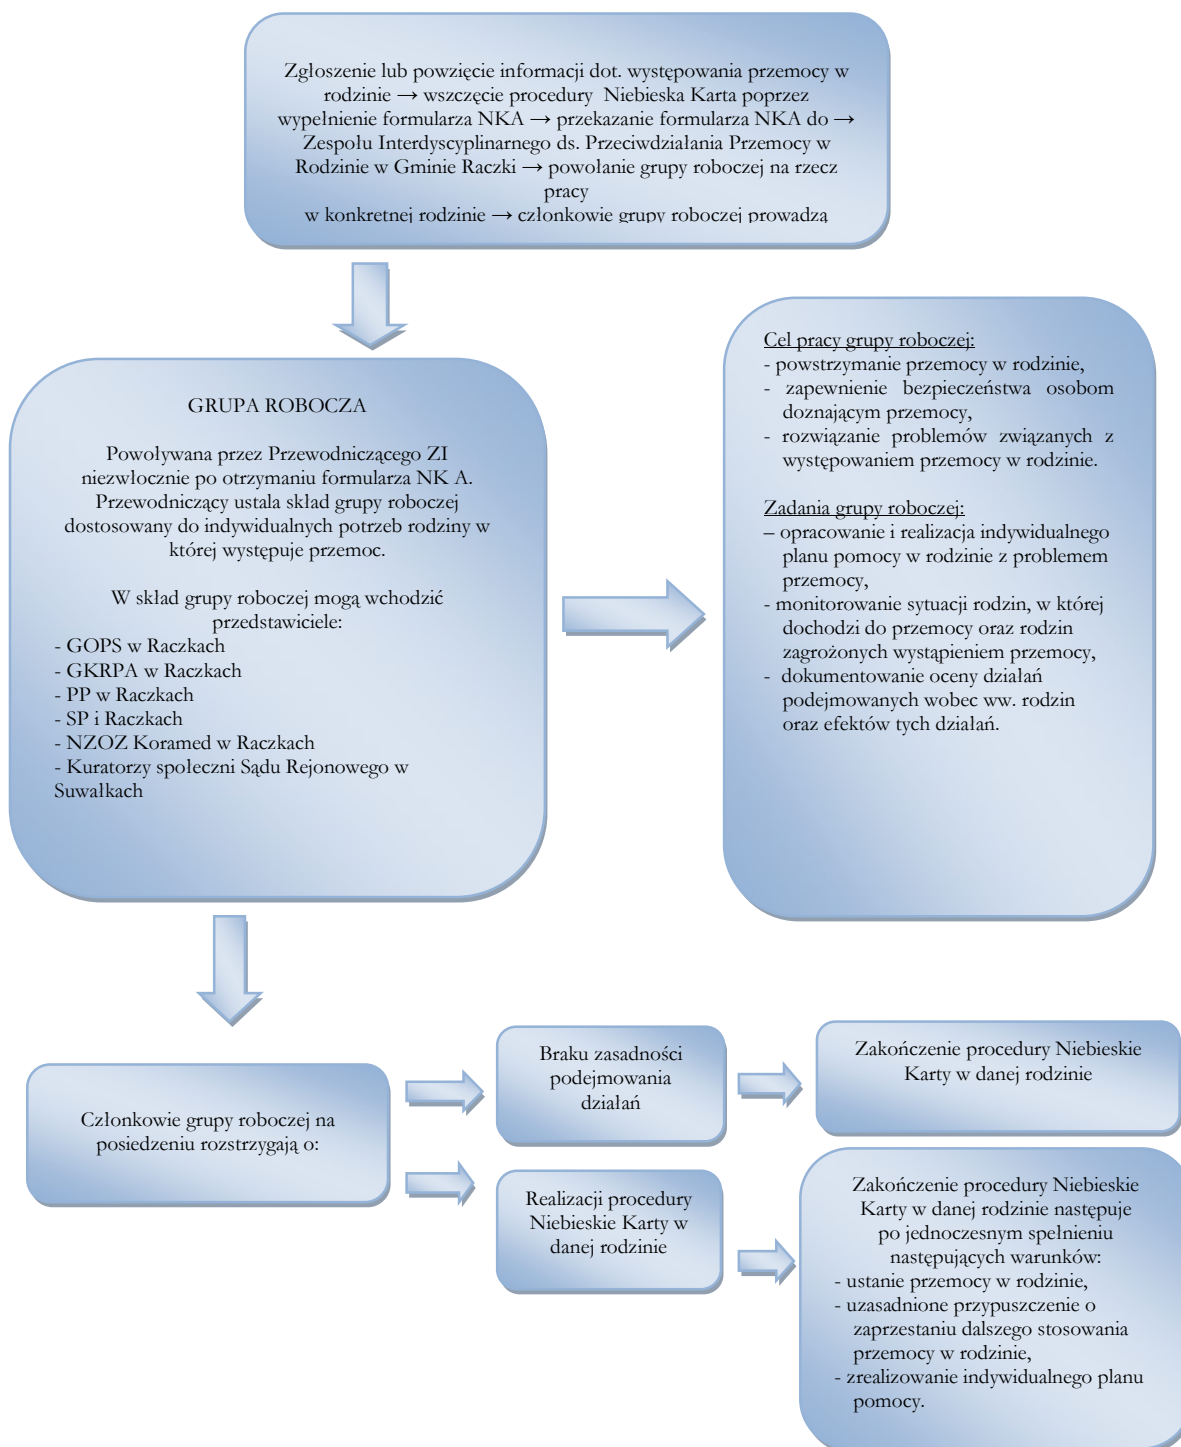 Zgłoszenie lub powzięcie informacji dot. występowania przemocy w
rodzinie → wszczęcie procedury Niebieska Karta poprzez
wypełnienie formularza NKA → przekazanie formularza NKA do →
Zespołu Interdyscyplinarnego ds. Przeciwdziałania Przemocy w
Rodzinie w Gminie Raczki → powołanie grupy roboczej na rzecz
pracy
w konkretnej rodzinie → członkowie grupy roboczej prowadzą
GRUPA ROBOCZA
Powoływana przez Przewodniczącego ZI
niezwłocznie po otrzymaniu formularza NK A.
Przewodniczący ustala skład grupy roboczej
dostosowany do indywidualnych potrzeb rodziny w
której występuje przemoc.
W skład grupy roboczej mogą wchodzić
przedstawiciele:
- GOPS w Raczkach
- GKRPA w Raczkach
- PP w Raczkach
- SP i Raczkach
- NZOZ Koramed w Raczkach
- Kuratorzy społeczni Sądu Rejonowego w
Suwałkach
Cel pracy grupy roboczej:
- powstrzymanie przemocy w rodzinie,
- zapewnienie bezpieczeństwa osobom
doznającym przemocy,
- rozwiązanie problemów związanych z
występowaniem przemocy w rodzinie.
Zadania grupy roboczej:
– opracowanie i realizacja indywidualnego
planu pomocy w rodzinie z problemem
przemocy,
- monitorowanie sytuacji rodzin, w której
dochodzi do przemocy oraz rodzin
zagrożonych wystąpieniem przemocy,
- dokumentowanie oceny działań
podejmowanych wobec ww. rodzin
oraz efektów tych działań.
Członkowie grupy roboczej na
posiedzeniu rozstrzygają o:
Braku zasadności
podejmowania
działań
Zakończenie procedury Niebieskie
Karty w danej rodzinie
Realizacji procedury
Niebieskie Karty w
danej rodzinie
Zakończenie procedury Niebieskie
Karty w danej rodzinie następuje
po jednoczesnym spełnieniu
następujących warunków:
- ustanie przemocy w rodzinie,
- uzasadnione przypuszczenie o
zaprzestaniu dalszego stosowania
przemocy w rodzinie,
- zrealizowanie indywidualnego planu
pomocy.